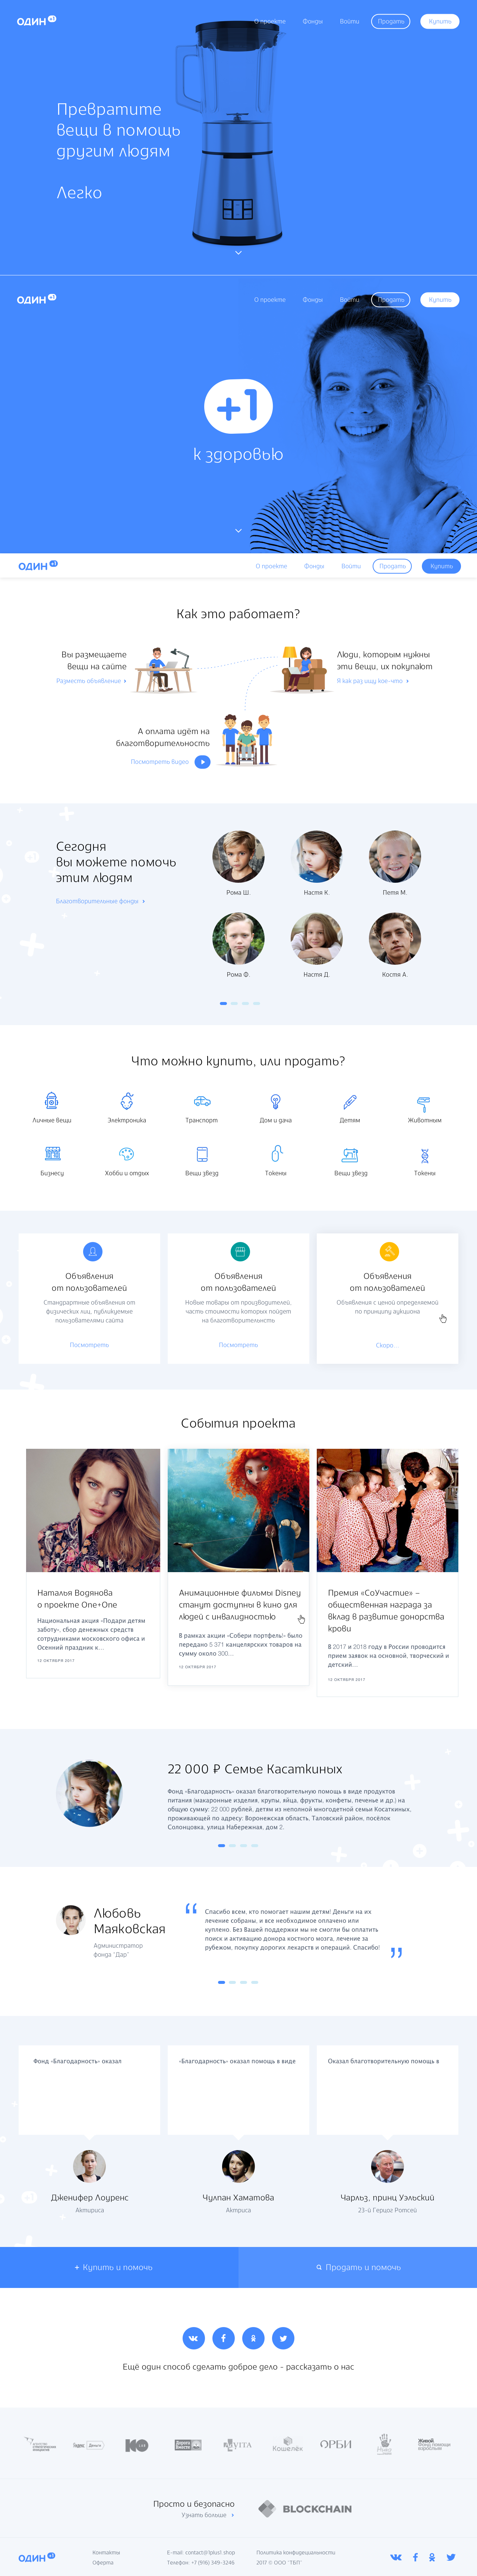 ОДИН +1
О проекте
Фонды
Войти
Продать
Купить
Превратите
вещи в помощь
другим людям
Легко
ОДИН +1
О проекте
Фонды
Войти
Продать
Купить
+1
к здоровью
ОДИН +1
О проекте
Фонды
Войти
Продать
Купить
Как это работает?
Вы размещаете
вещи на сайте
Разместь объявление
Люди, которым нужны
эти вещи, их покупают
Я как раз ищу кое-что
А оплата идёт на
благотворительность
Посмотреть видео
Сегодня
вы можете помочь
этим людям
Благотворительные фонды
Рома Ш.
Настя К.
Петя М.
Рома Ф.
Настя Д.
Костя А.
Что можно купить, или продать?
Личные вещи
Электроника
Транспорт
Дом и дача
Детям
Животным
Бизнесу
Хобби и отдых
Вещи звезд
Токены
Вещи звезд
Токены
Объявления
от пользователей
Стандрартные объявления от
физических лиц, публикуемые
пользователями сайта
Посмотреть
Объявления
от пользователей
Новые товары от производителей,
часть стоимости которых пойдет
на благотворительность
Посмотреть
Объявления
от пользователей
Объявления с ценой определяемой
по принципу аукциона
Скоро...
События проекта
Наталья Водянова
о проекте One+One
Национальная акция «Подари детям
заботу», сбор денежных средств
сотрудниками московского офиса и
Осенний праздник к...
12 ОКТЯБРЯ 2017
Анимационные фильмы Disney
станут доступны в кино для
людей с инвалидностью
В рамках акции «Собери портфель!» было
передано 5 371 канцелярских товаров на
сумму около 300...
12 ОКТЯБРЯ 2017
Премия «СоУчастие» –
общественная награда за
вклад в развитие донорства
крови
В 2017 и 2018 году в России проводится
прием заявок на основной, творческий и
детский...
12 ОКТЯБРЯ 2017
22 000 ₽ Семье Касаткиных
Фонд «Благодарность» оказал благотворительную помощь в виде продуктов
питания (макаронные изделия, крупы, яйца, фрукты, конфеты, печенье и др.) на
общую сумму: 22 000 рублей, детям из неполной многодетной семьи Касаткиных,
проживающей по адресу: Воронежская область, Таловский район, посёлок
Солонцовка, улица Набережная, дом 2.
Любовь
Маяковская
Администратор
фонда "Дар"
“
Спасибо всем, кто помогает нашим детям! Деньги на их
лечение собраны, и все необходимое оплачено или
куплено. Без Вашей поддержки мы не смогли бы оплатить
поиск и активацию донора костного мозга, лечение за
рубежом, покупку дорогих лекарств и операций. Спасибо!
”
Фонд «Благодарность» оказал
«Благодарность» оказал помощь в виде
Оказал благотворительную помощь в
Дженифер Лоуренс
Актириса
Чулпан Хаматова
Актриса
Чарльз, принц Уэльский
23-й Герцог Ротсей
+ Купить и помочь
Продать и помочь
Ещё один способ сделать доброе дело - рассказать о нас
Яндекс Деньги
Кошелёк
ОРБИ
Живой
Просто и безопасно
Узнать больше
BLOCKCHAIN
ОДИН +1
Контакты
Оферта
E-mail: contact@1plus1.shop
Телефон: +7 (916) 349-3246
Политика конфиденциальности
2017 © ООО "ТБП"